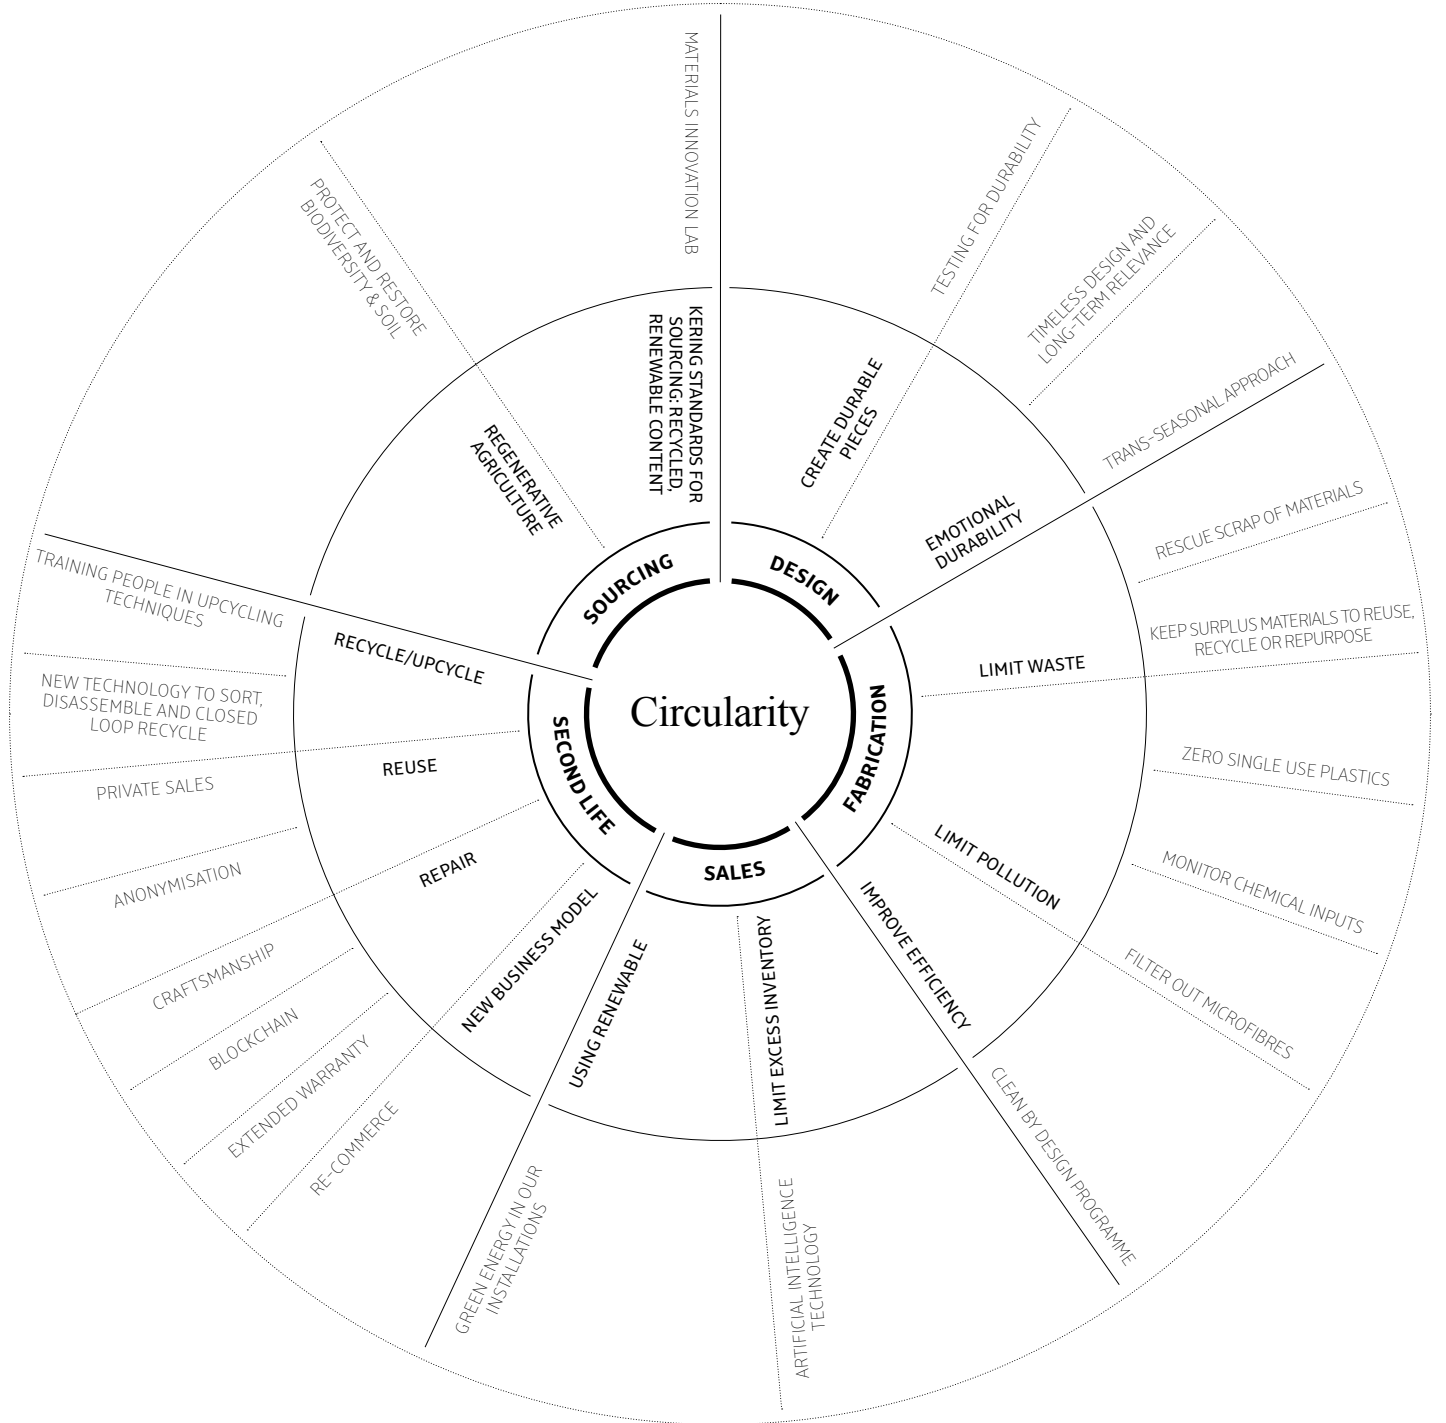 Circularity
DESIGN
CREATE DURABLE
PIECES
TESTING FOR DURABILITY
EMOTIONAL
DURABILITY
TIMELESS DESIGN AND
LONG-TERM RELEVANCE
TRANS-SEASONAL APPROACH
FABRICATION
LIMIT WASTE
RESCUE SCRAP OF MATERIALS
KEEP SURPLUS MATERIALS TO REUSE,
RECYCLE OR REPURPOSE
LIMIT POLLUTION
ZERO SINGLE USE PLASTICS
MONITOR CHEMICAL INPUTS
FILTER OUT MICROFIBRES
IMPROVE EFFICIENCY
CLEAN BY DESIGN PROGRAMME
SALES
LIMIT EXCESS INVENTORY
ARTIFICIAL INTELLIGENCE
TECHNOLOGY
USING RENEWABLE
GREEN ENERGY IN OUR
INSTALLATIONS
SECOND LIFE
NEW BUSINESS MODEL
RE-COMMERCE
EXTENDED WARRANTY
BLOCKCHAIN
REPAIR
CRAFTSMANSHIP
REUSE
ANONYMISATION
PRIVATE SALES
RECYCLE/UPCYCLE
NEW TECHNOLOGY TO SORT,
DISASSEMBLE AND CLOSED
LOOP RECYCLE
TRAINING PEOPLE IN UPCYCLING
TECHNIQUES
SOURCING
REGENERATIVE
AGRICULTURE
PROTECT AND RESTORE
BIODIVERSITY & SOIL
KERING STANDARDS FOR
SOURCING: RECYCLED,
RENEWABLE CONTENT
MATERIALS INNOVATION LAB